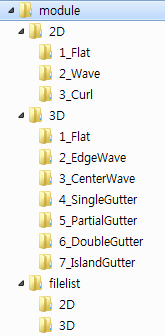 module
2D
1_Flat
2_Wave
3_Curl
3D
1_Flat
2_EdgeWave
3_CenterWave
4_SingleGutter
5_PartialGutter
6_DoubleGutter
7_IslandGutter
filelist
2D
3D